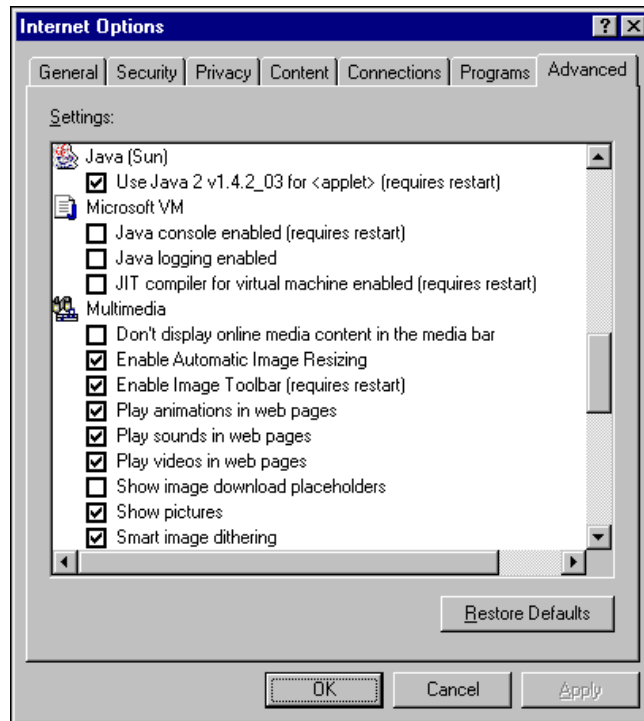 Internet Options
General Security Privacy Content Connections Programs Advanced
Settings:
Java (Sun)
Use Java 2 v1.4.2_03 for <applet> (requires restart)
Microsoft VM
Java console enabled (requires restart)
Java logging enabled
JIT compiler for virtual machine enabled (requires restart)
Multimedia
Don't display online media content in the media bar
Enable Automatic Image Resizing
Enable Image Toolbar (requires restart)
Play animations in web pages
Play sounds in web pages
Play videos in web pages
Show image download placeholders
Show pictures
Smart image dithering
Restore Defaults
OK Cancel Apply